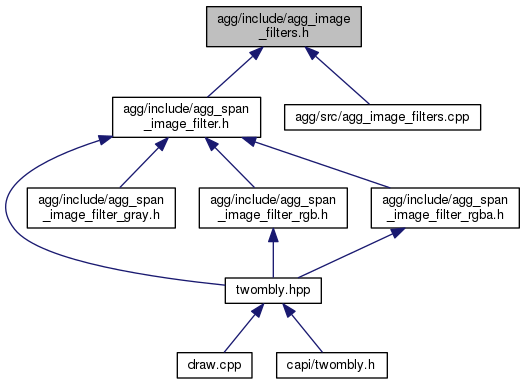 agg/include/agg_image
_filters.h
agg/include/agg_span
_image_filter.h
agg/src/agg_image_filters.cpp
agg/include/agg_span
_image_filter_gray.h
agg/include/agg_span
_image_filter_rgb.h
agg/include/agg_span
_image_filter_rgba.h
twombly.hpp
draw.cpp
capi/twombly.h